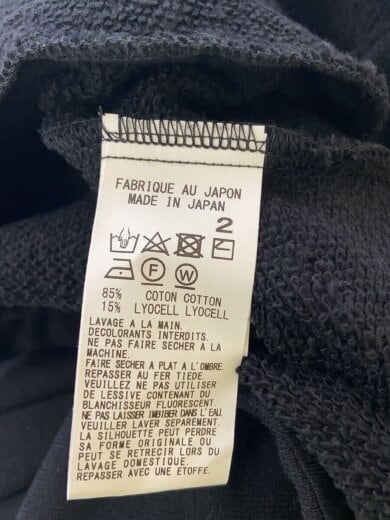 FABRIQUE AU JAPON
MADE IN JAPAN
2
F W
85% COTON COTTON
15% LYOCELL LYOCELL
LAVAGE A LA MAIN.
DECOLORANTS INTERDITS.
NE PAS FAIRE SECHER A LA
MACHINE.
FAIRE SECHER A PLAT A L'OMBRE.
REPASSER AU FER TIEDE.
VEUILLEZ NE PAS UTILISER
DE LESSIVE CONTENANT DU
BLANCHISSEUR FLUORESCENT.
NE PAS LAISSER IMBIBER DANS L'EAU.
VEUILLER LAVER SEPAREMENT.
LA SILHOUETTE PEUT PERDRE
SA FORME ORIGINALE OU
PEUT SE RETRECIR LORS DU
LAVAGE DOMESTIQUE.
REPASSER AVEC UNE ETOFFE.